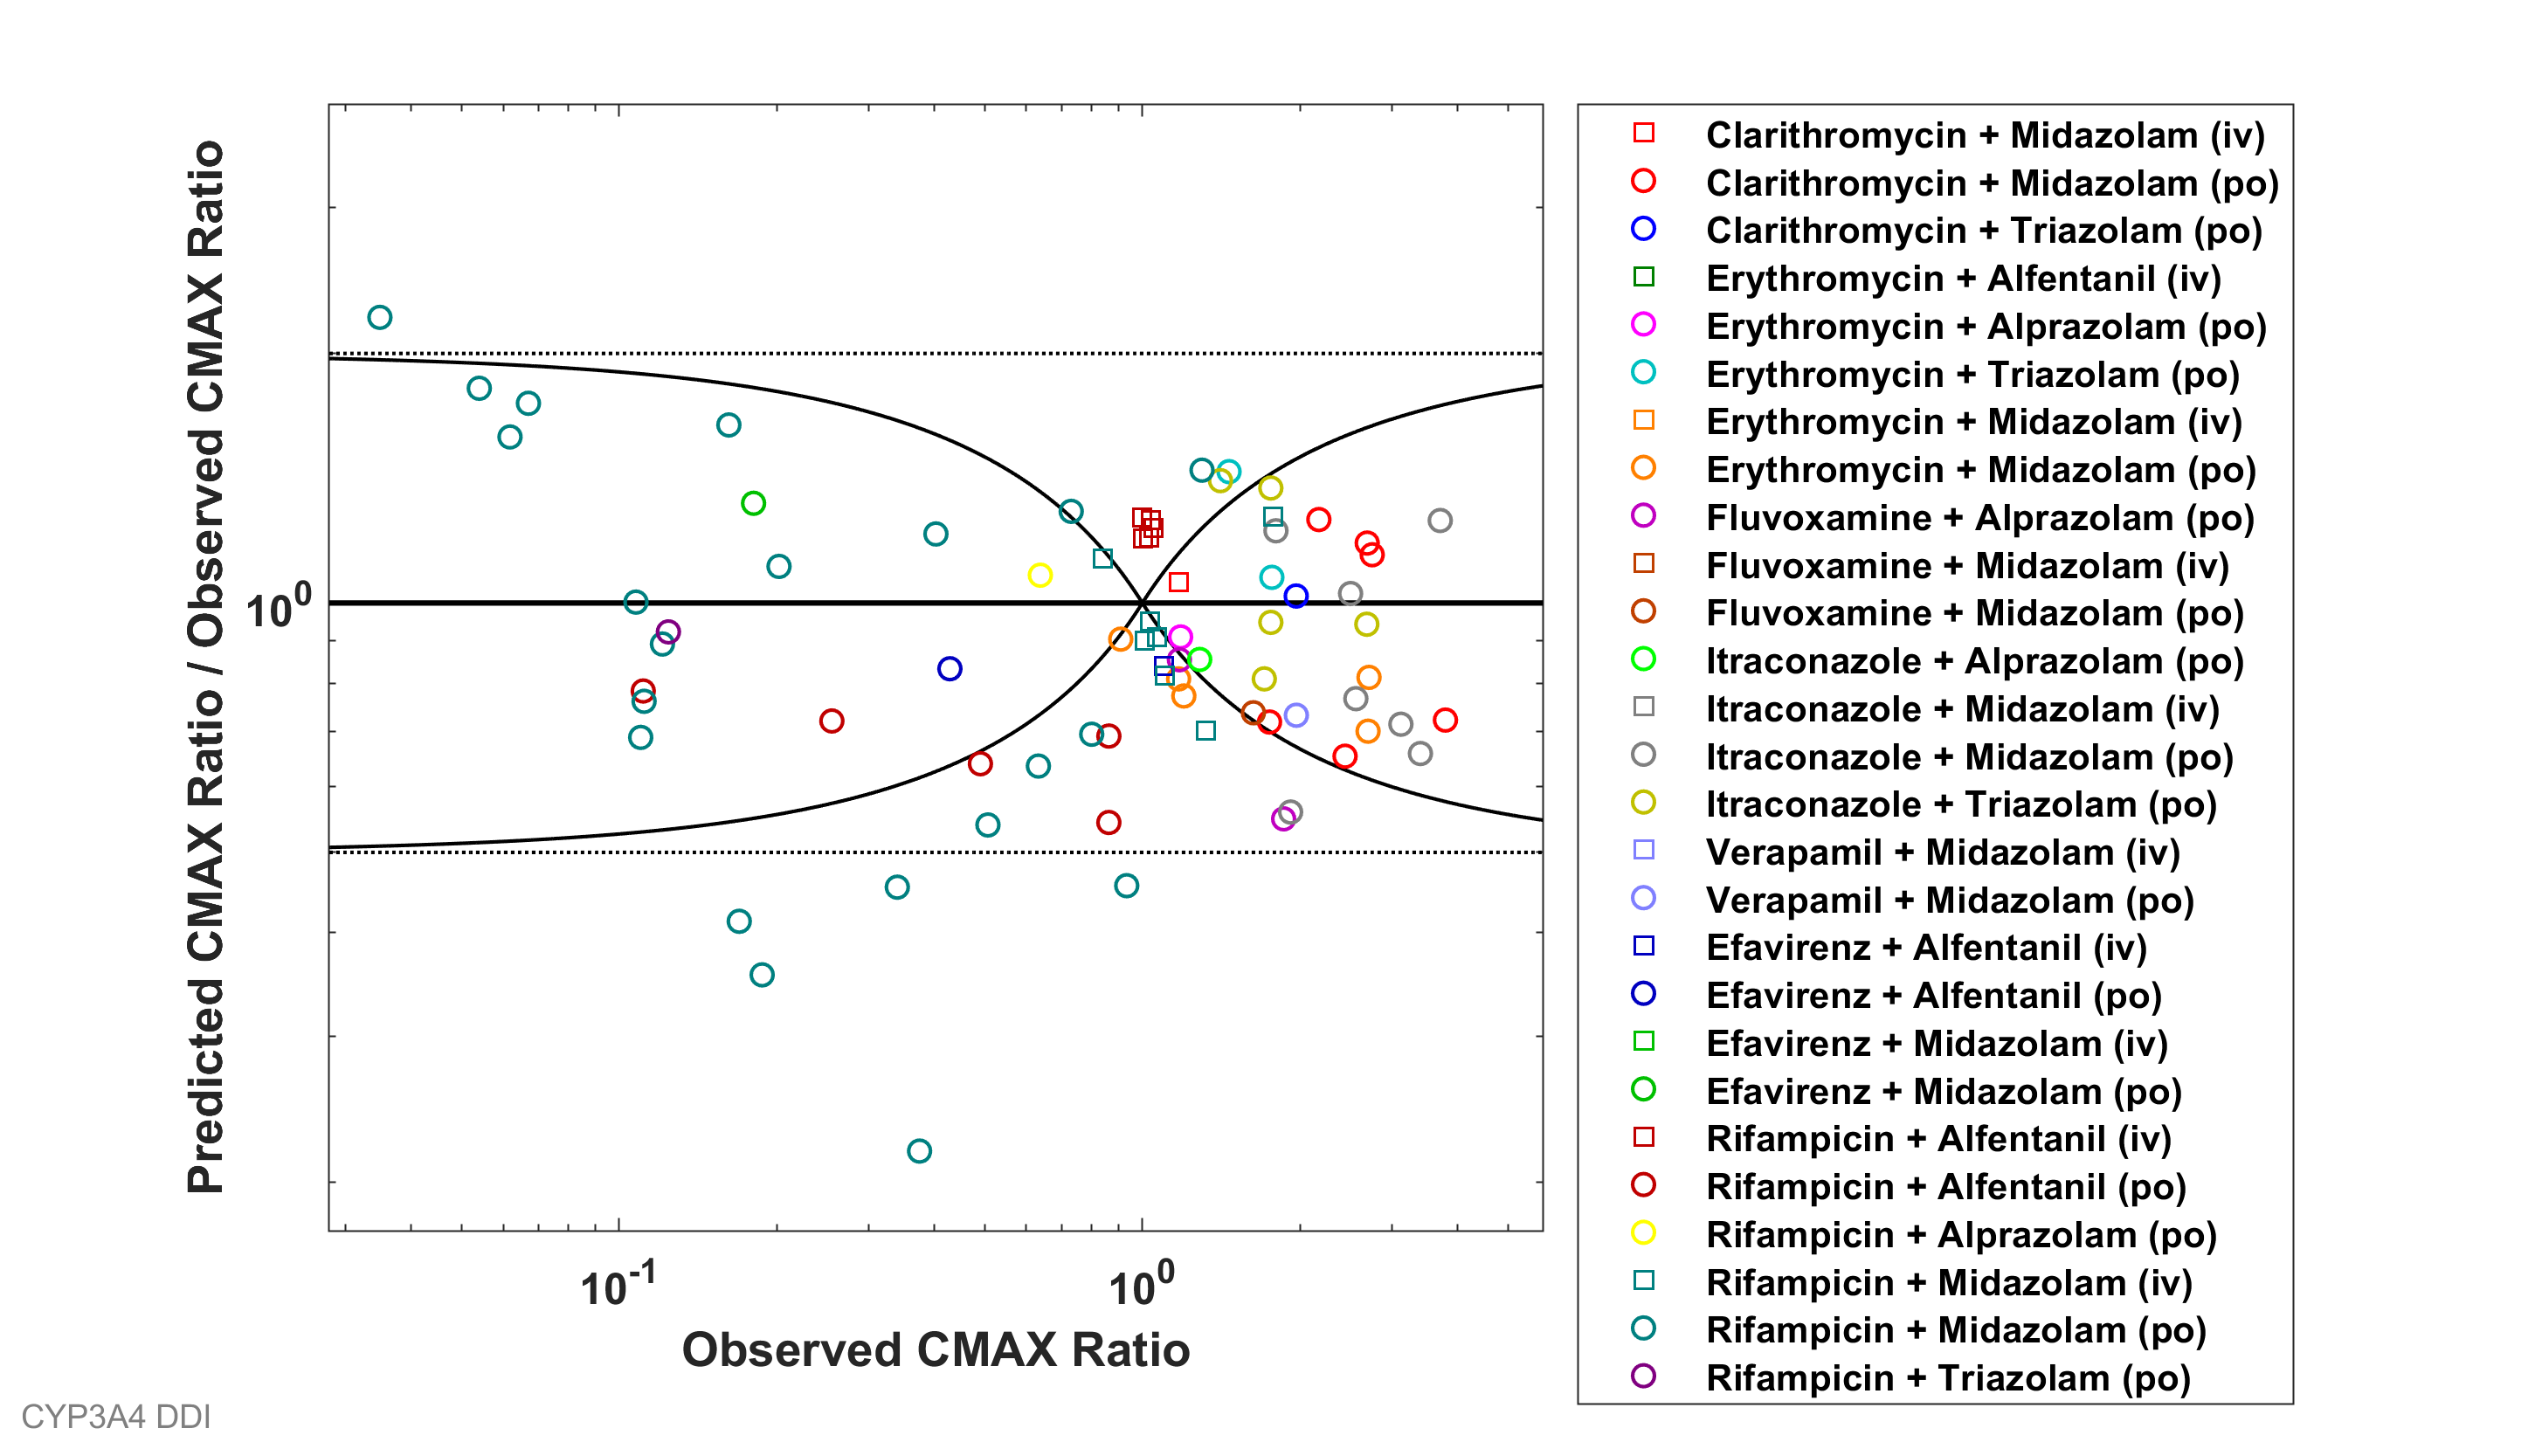 Predicted CMAX Ratio / Observed CMAX Ratio
10^0
10^-1
10^0
Observed CMAX Ratio
Clarithromycin + Midazolam (iv)
Clarithromycin + Midazolam (po)
Clarithromycin + Triazolam (po)
Erythromycin + Alfentanil (iv)
Erythromycin + Alprazolam (po)
Erythromycin + Triazolam (po)
Erythromycin + Midazolam (iv)
Erythromycin + Midazolam (po)
Fluvoxamine + Alprazolam (po)
Fluvoxamine + Midazolam (iv)
Fluvoxamine + Midazolam (po)
Itraconazole + Alprazolam (po)
Itraconazole + Midazolam (iv)
Itraconazole + Midazolam (po)
Itraconazole + Triazolam (po)
Verapamil + Midazolam (iv)
Verapamil + Midazolam (po)
Efavirenz + Alfentanil (iv)
Efavirenz + Alfentanil (po)
Efavirenz + Midazolam (iv)
Efavirenz + Midazolam (po)
Rifampicin + Alfentanil (iv)
Rifampicin + Alfentanil (po)
Rifampicin + Alprazolam (po)
Rifampicin + Midazolam (iv)
Rifampicin + Midazolam (po)
Rifampicin + Triazolam (po)
CYP3A4 DDI